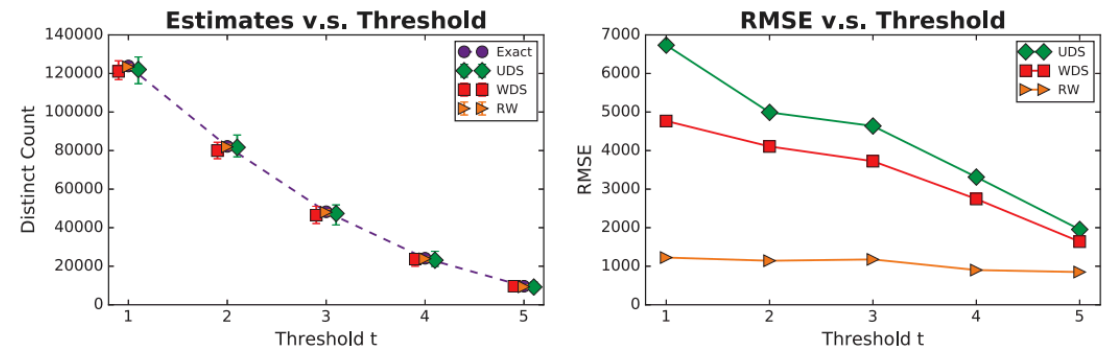 Estimates v.s. Threshold
140000
120000
100000
80000
60000
40000
20000
0
Distinct Count
1 2 3 4 5
Threshold t
Exact
UDS
WDS
RW
RMSE v.s. Threshold
7000
6000
5000
4000
3000
2000
1000
0
RMSE
1 2 3 4 5
Threshold t
UDS
WDS
RW